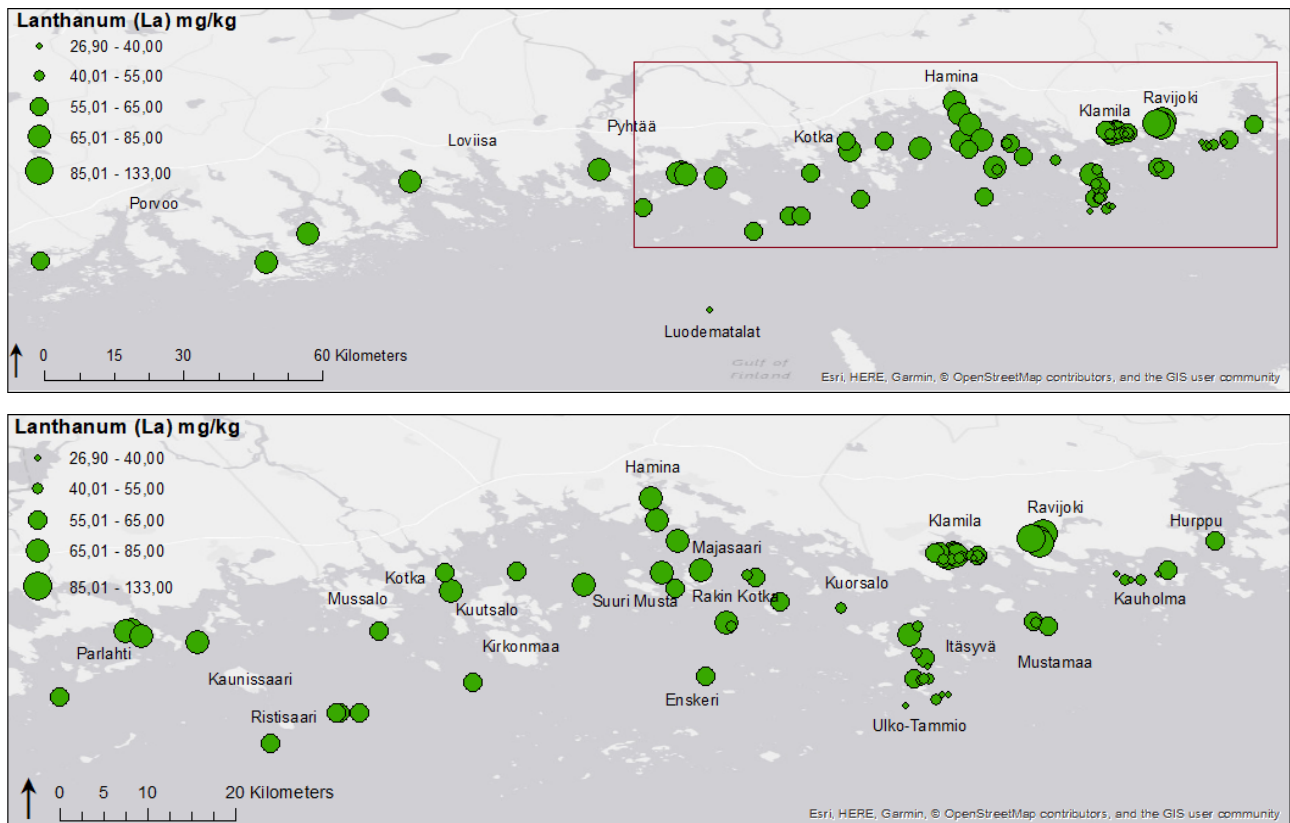 Lanthanum (La) mg/kg
26,90 - 40,00
40,01 - 55,00
55,01 - 65,00
65,01 - 85,00
85,01 - 133,00
Hamina
Klamila
Ravijoki
Pyhtää
Kotka
Loviisa
Porvoo
Luodematalat
Gulf of
Finland
0 15 30 60 Kilometers
Esri, HERE, Garmin, © OpenStreetMap contributors, and the GIS user community
Lanthanum (La) mg/kg
26,90 - 40,00
40,01 - 55,00
55,01 - 65,00
65,01 - 85,00
85,01 - 133,00
Hamina
Klamila
Ravijoki
Hurppu
Majasaari
Kotka
Kuorsalo
Mussalo
Kuutsalo
Suuri Musta
Rakin Kotka
Kauholma
Parlahti
Kirkonmaa
Itäsyvä
Mustamaa
Kaunissaari
Enskeri
Ristisaari
Ulko-Tammio
0 5 10 20 Kilometers
Esri, HERE, Garmin, © OpenStreetMap contributors, and the GIS user community